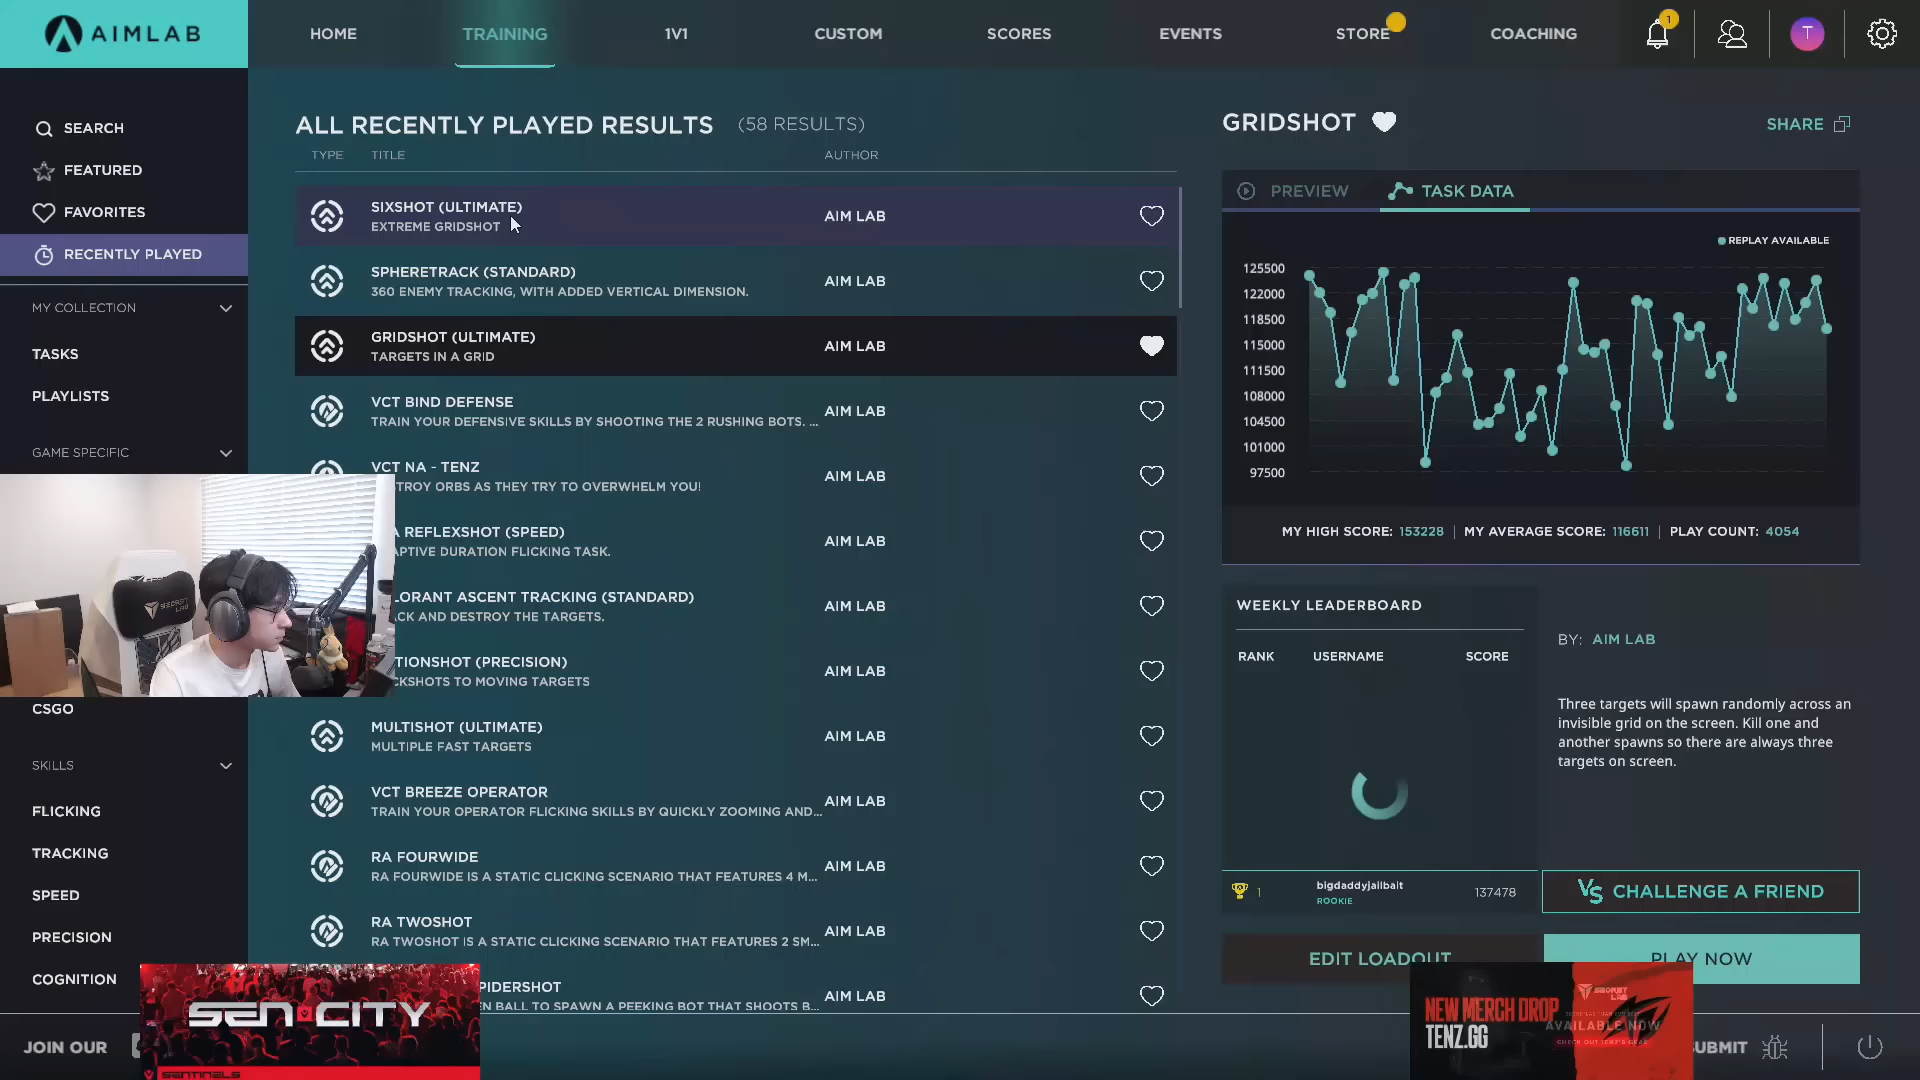 AIMLAB
HOME
TRAINING
1V1
CUSTOM
SCORES
EVENTS
STORE
COACHING
1
T
SEARCH
FEATURED
FAVORITES
RECENTLY PLAYED
MY COLLECTION
TASKS
PLAYLISTS
GAME SPECIFIC
CSGO
SKILLS
FLICKING
TRACKING
SPEED
PRECISION
COGNITION
JOIN OUR
ALL RECENTLY PLAYED RESULTS (58 RESULTS)
TYPE TITLE AUTHOR
SIXSHOT (ULTIMATE)
EXTREME GRIDSHOT
AIM LAB
SPHERETRACK (STANDARD)
360 ENEMY TRACKING, WITH ADDED VERTICAL DIMENSION.
AIM LAB
GRIDSHOT (ULTIMATE)
TARGETS IN A GRID
AIM LAB
VCT BIND DEFENSE
TRAIN YOUR DEFENSIVE SKILLS BY SHOOTING THE 2 RUSHING BOTS. ...
AIM LAB
VCT NA - TENZ
TROY ORBS AS THEY TRY TO OVERWHELM YOU!
AIM LAB
A REFLEXSHOT (SPEED)
APTIVE DURATION FLICKING TASK.
AIM LAB
LORANT ASCENT TRACKING (STANDARD)
CK AND DESTROY THE TARGETS.
AIM LAB
TIONSHOT (PRECISION)
CKSHOTS TO MOVING TARGETS
AIM LAB
MULTISHOT (ULTIMATE)
MULTIPLE FAST TARGETS
AIM LAB
VCT BREEZE OPERATOR
TRAIN YOUR OPERATOR FLICKING SKILLS BY QUICKLY ZOOMING AND...
AIM LAB
RA FOURWIDE
RA FOURWIDE IS A STATIC CLICKING SCENARIO THAT FEATURES 4 M...
AIM LAB
RA TWOSHOT
RA TWOSHOT IS A STATIC CLICKING SCENARIO THAT FEATURES 2 SM...
AIM LAB
PIDERSHOT
EN BALL TO SPAWN A PEEKING BOT THAT SHOOTS B...
AIM LAB
GRIDSHOT
SHARE
PREVIEW
TASK DATA
REPLAY AVAILABLE
125500
122000
118500
115000
111500
108000
104500
101000
97500
MY HIGH SCORE: 153228 | MY AVERAGE SCORE: 116611 | PLAY COUNT: 4054
WEEKLY LEADERBOARD
RANK USERNAME SCORE
1 bigdaddyjailbait 137478
ROOKIE
BY: AIM LAB
Three targets will spawn randomly across an
invisible grid on the screen. Kill one and
another spawns so there are always three
targets on screen.
VS CHALLENGE A FRIEND
EDIT LOADOUT
PLAY NOW
SECRET
LAB
SEN CITY
SENTINELS
NEW MERCH DROP
TENZ.GG
SECRET
LAB
AVAILABLE NOW
CHECK OUT TENZ'S GEAR
SUBMIT